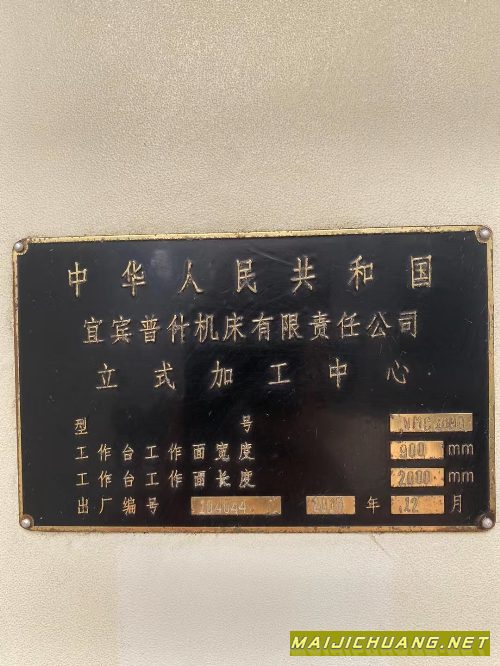 中华人民共和国
宜宾普什机床有限责任公司
立式加工中心
型号
工作台工作面宽度 900 mm
工作台工作面长度 2000 mm
出厂编号 年 12 月
MAIJICHUANG.NET